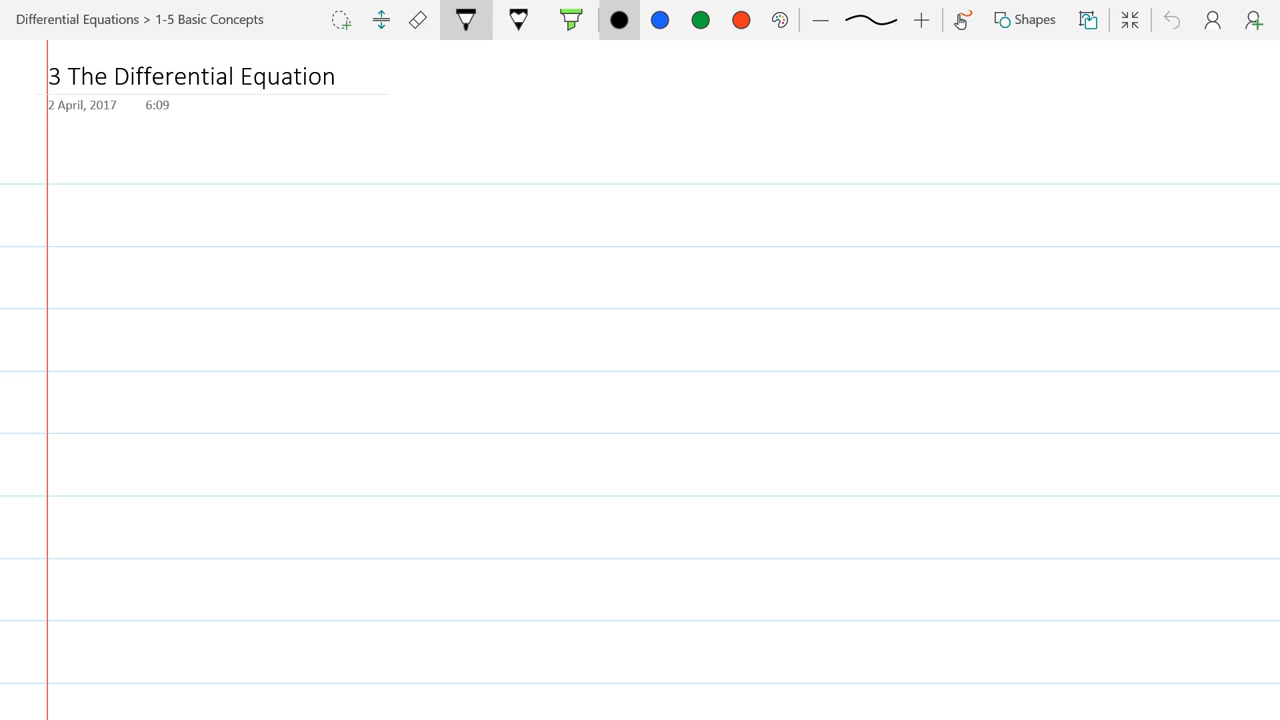 Differential Equations > 1-5 Basic Concepts
Shapes
3 The Differential Equation
2 April, 2017 6:09